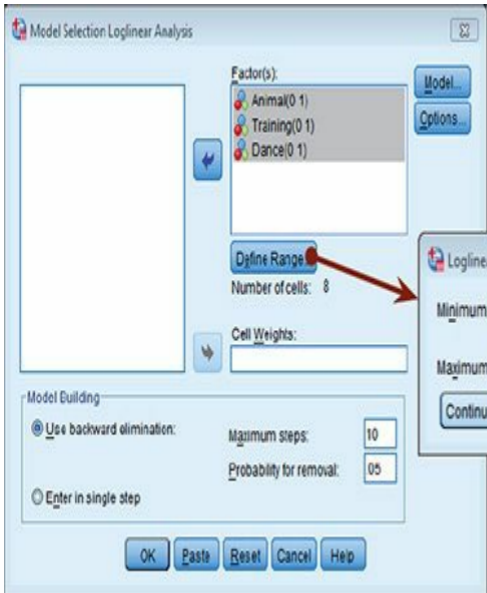 Model Selection Loglinear Analysis
Factor(s):
Animal(0 1)
Training(0 1)
Dance(0 1)
Model...
Options...
Define Range
Number of cells: 8
Cell Weights:
Logline
Minimum
Maximum
Continu
Model Building
Use backward elimination:
Maximum steps: 10
Probability for removal: 05
Enter in single step
OK Paste Reset Cancel Help